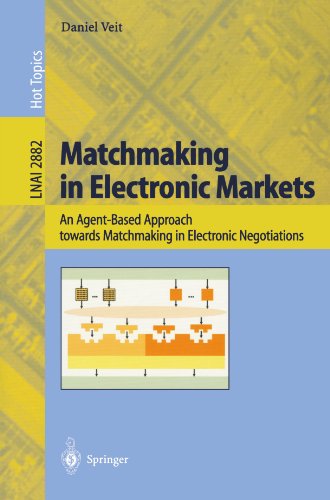 Daniel Veit
Hot Topics
LNAI 2882
Matchmaking
in Electronic Markets
An Agent-Based Approach
towards Matchmaking in Electronic Negotiations
...
...
Springer